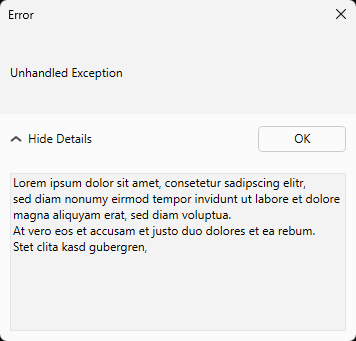 Error
Unhandled Exception
Hide Details
OK
Lorem ipsum dolor sit amet, consetetur sadipscing elitr,
sed diam nonumy eirmod tempor invidunt ut labore et dolore
magna aliquyam erat, sed diam voluptua.
At vero eos et accusam et justo duo dolores et ea rebum.
Stet clita kasd gubergren,